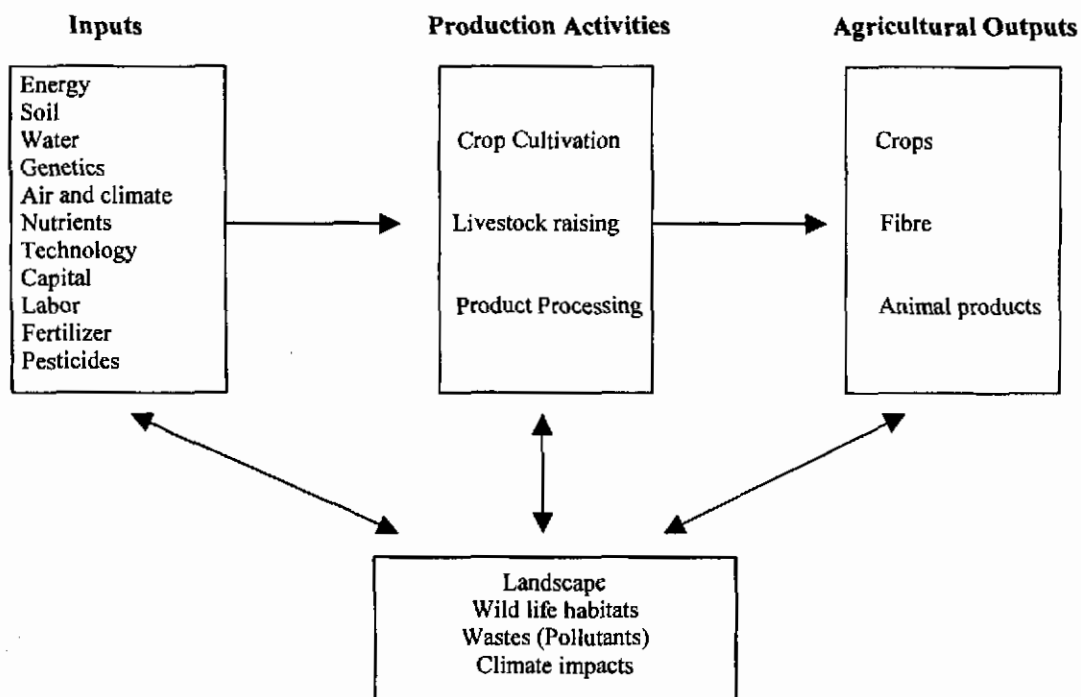 Inputs
Energy
Soil
Water
Genetics
Air and climate
Nutrients
Technology
Capital
Labor
Fertilizer
Pesticides
Production Activities
Crop Cultivation
Livestock raising
Product Processing
Agricultural Outputs
Crops
Fibre
Animal products
Landscape
Wild life habitats
Wastes (Pollutants)
Climate impacts